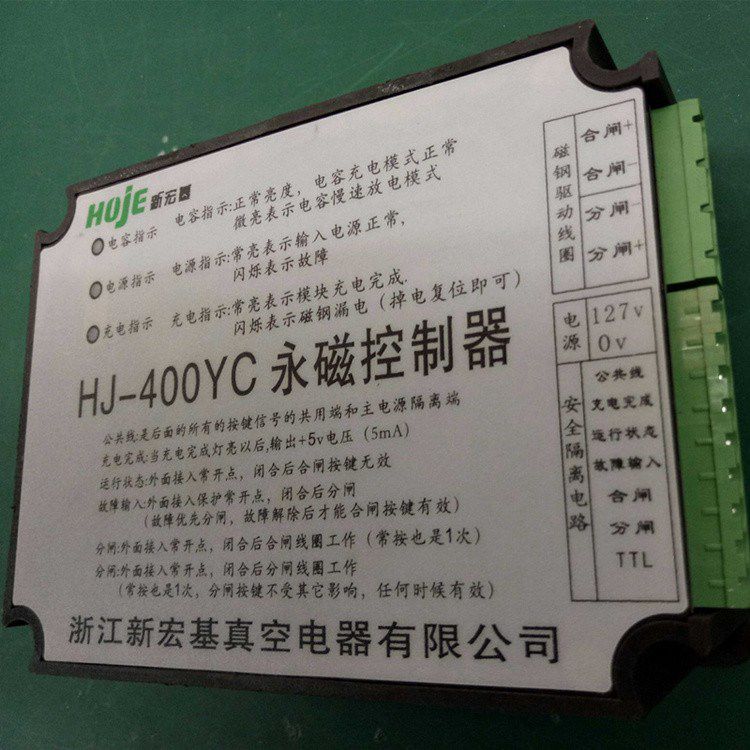 HOJE 新宏基
电容指示 电容指示:正常亮度，电容充电模式正常
微亮表示电容慢速放电模式
电源指示 电源指示:常亮表示输入电源正常,
闪烁表示故障
充电指示 充电指示:常亮表示模块充电完成.
闪烁表示磁钢漏电（掉电复位即可）
HJ-400YC 永磁控制器
公共线:是后面的所有的按键信号的共用端和主电源隔离端
充电完成:当充电完成灯亮以后,输出+5v电压（5mA）
运行状态:外面接入常开点，闭合后合闸按键无效
故障输入:外面接入保护常开点，闭合后分闸
（故障优先分闸，故障解除后才能合闸按键有效）
分闸:外面接入常开点，闭合后合闸线圈工作（常按也是1次）
分闸:外面接入常开点，闭合后分闸线圈工作
（常按也是1次，分闸按键不受其它影响，任何时候有效）
浙江新宏基真空电器有限公司
磁钢驱动线圈
合闸+
合闸-
分闸-
分闸+
电源
127v
0v
安全隔离电路
公共线
充电完成
运行状态
故障输入
合闸
分闸
TTL